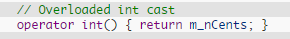 // Overloaded int cast
operator int() { return m_nCents; }